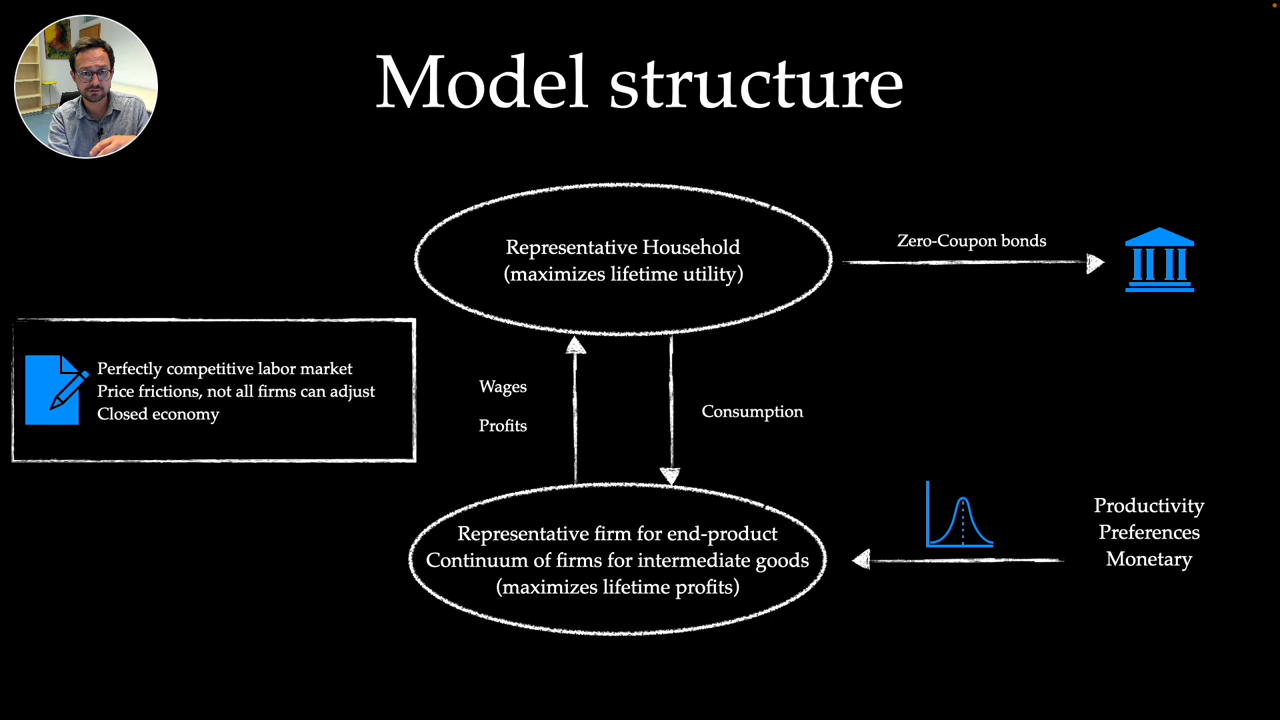 Model structure
Representative Household
(maximizes lifetime utility)
Zero-Coupon bonds
Perfectly competitive labor market
Price frictions, not all firms can adjust
Closed economy
Wages
Profits
Consumption
Representative firm for end-product
Continuum of firms for intermediate goods
(maximizes lifetime profits)
Productivity
Preferences
Monetary